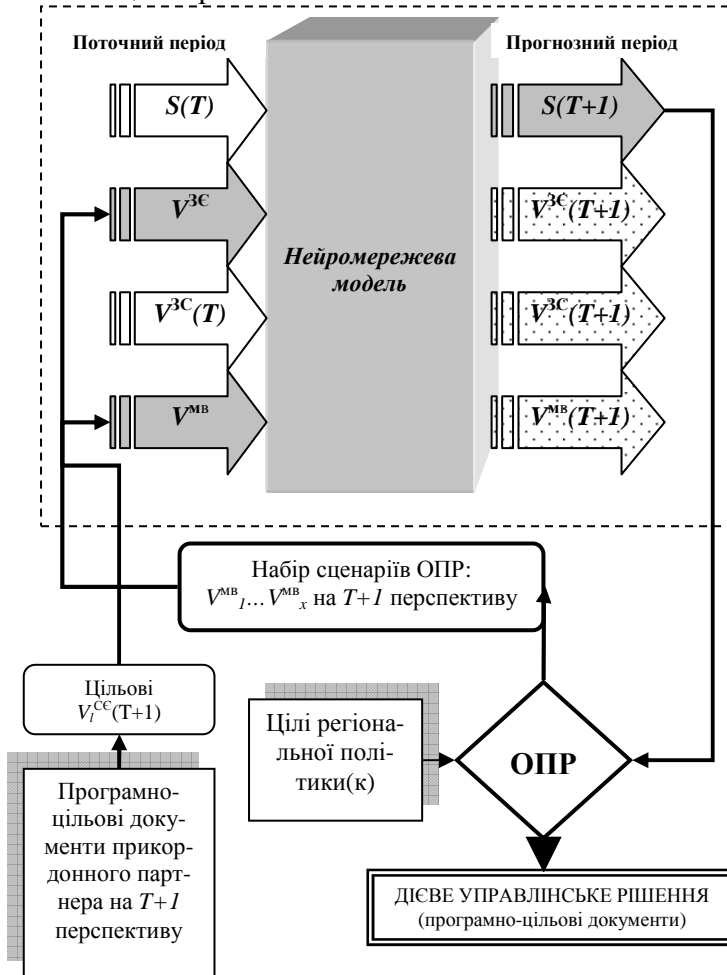 Поточний період
Прогнозний період
S(T)
S(T+1)
V^ЗЄ
V^ЗЄ(T+1)
Нейромережева
модель
V^ЗС(T)
V^ЗС(T+1)
V^МВ
V^МВ(T+1)
Набір сценаріїв ОПР:
V^МВ_1...V^МВ_x на T+1 перспективу
Цільові
V_l^СЄ(T+1)
Цілі регіона-
льної полі-
тики(к)
ОПР
Програмно-
цільові доку-
менти прикор-
донного парт-
нера на T+1
перспективу
ДІЄВЕ УПРАВЛІНСЬКЕ РІШЕННЯ
(програмно-цільові документи)